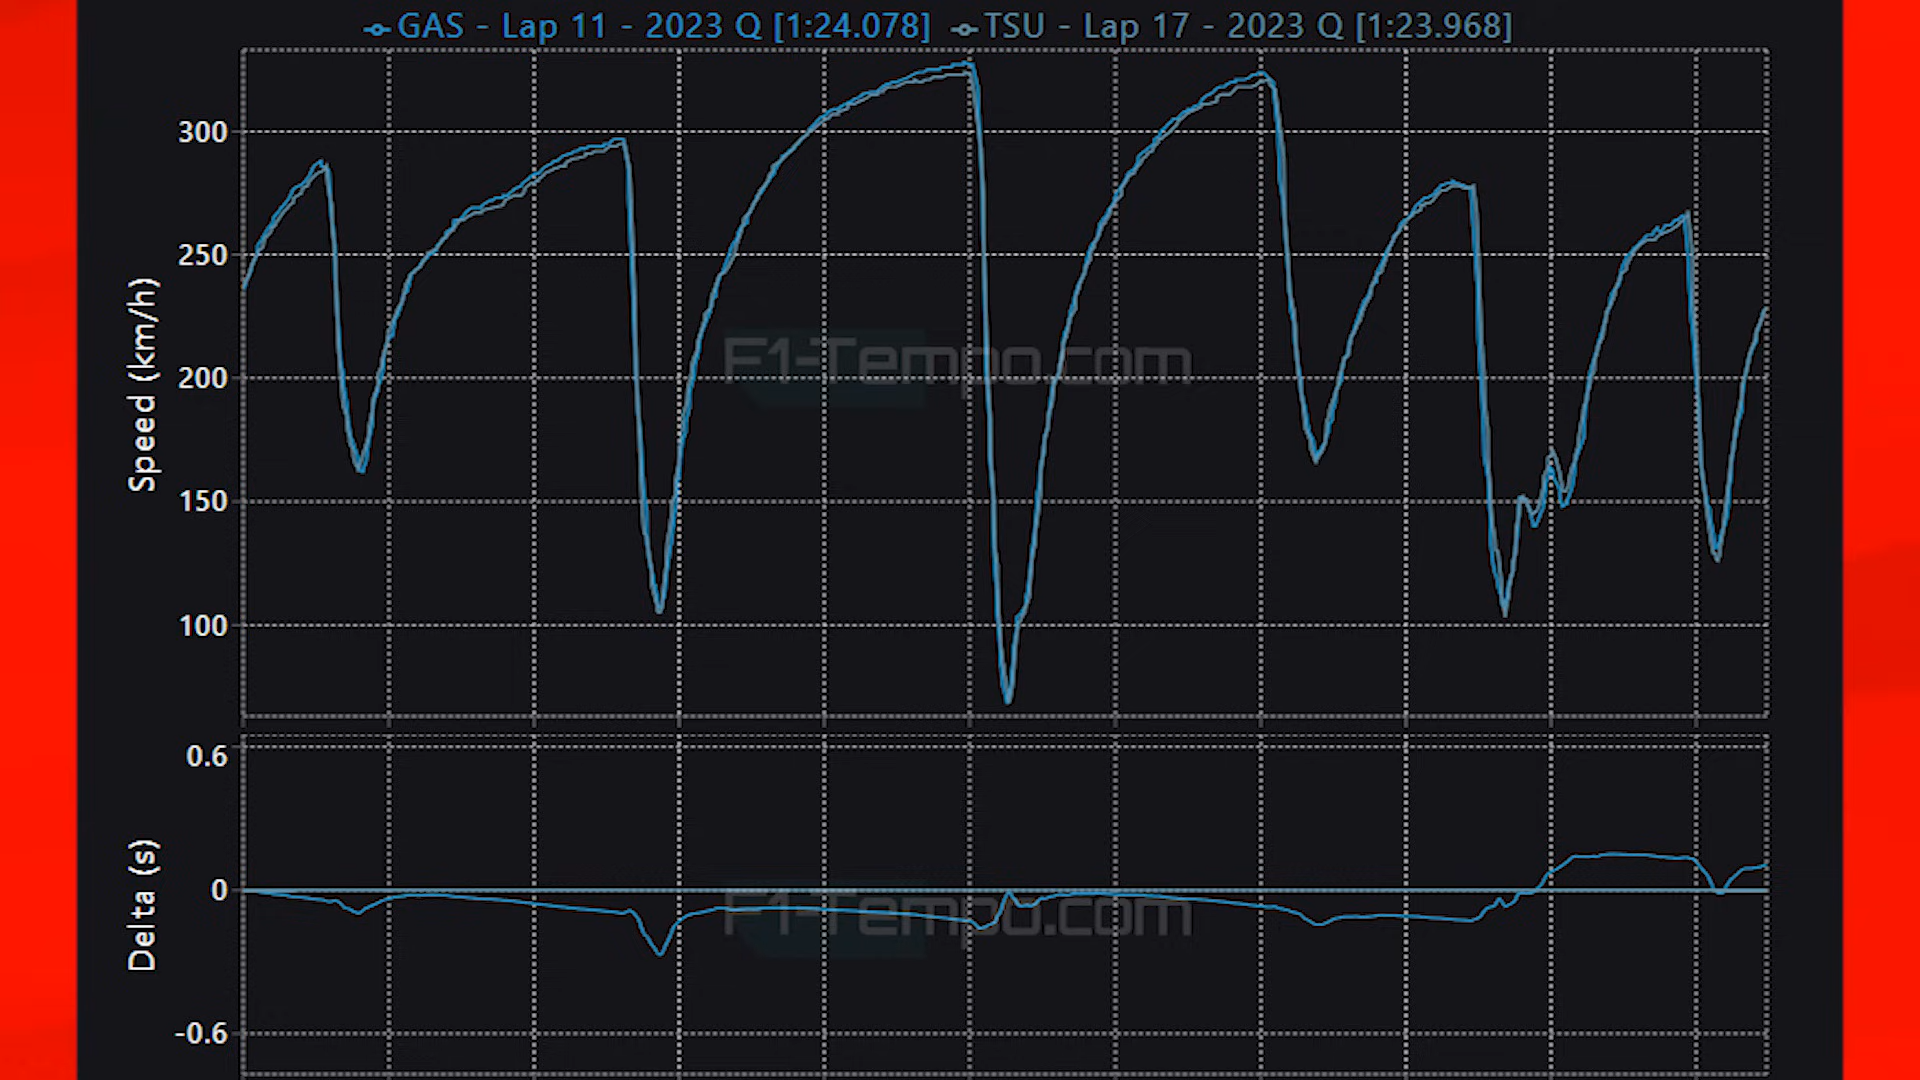 GAS - Lap 11 - 2023 Q [1:24.078] TSU - Lap 17 - 2023 Q [1:23.968]
300
250
200
150
100
Speed (km/h)
F1-Tempo.com
0.6
0
-0.6
Delta (s)
F1-Tempo.com